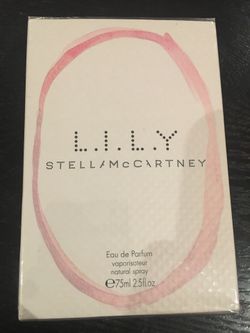 L.I.L.Y
STELLA McCARTNEY
Eau de Parfum
vaporisateur
natural spray
℮75ml 2.5fl.oz.